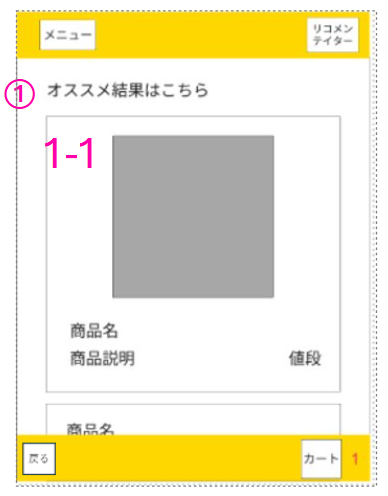 メニュー
リコメン
テイター
① オススメ結果はこちら
1-1
商品名
商品説明 値段
商品名
戻る
カート 1